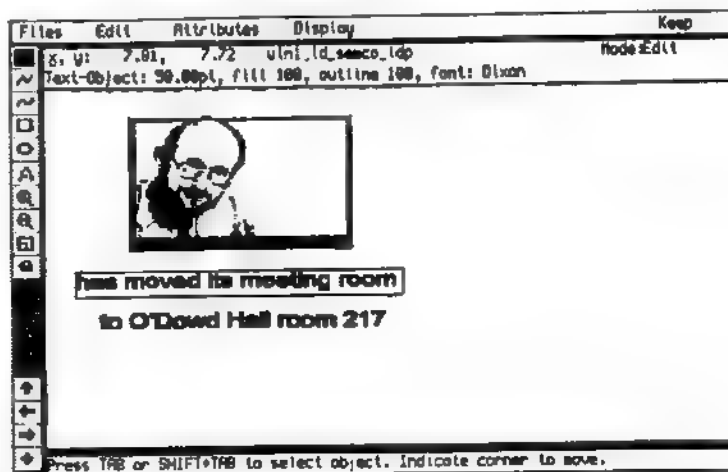 Files Edit Attributes Display Keep
x, y: 7.81, 7.72 Mode:Edit
Text-Object: 50.00pt, fill 100, outline 100, font: Dixon
has moved its meeting room
to O'Dowd Hall room 217
Press TAB or SHIFT+TAB to select object. Indicate corner to move.